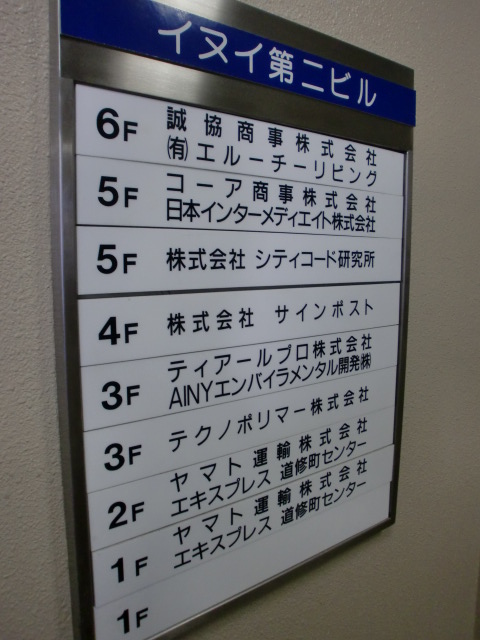 イヌイ第二ビル
6F 誠協商事株式会社
(有)エルーチーリビング
5F コーア商事株式会社
日本インターメディエイト株式会社
5F 株式会社 シティコード研究所
4F 株式会社 サインポスト
3F ティアールプロ株式会社
AINYエンバイラメンタル開発㈱
3F テクノポリマー株式会社
2F ヤマト運輸株式会社
エキスプレス 道修町センター
1F ヤマト運輸株式会社
エキスプレス 道修町センター
1F